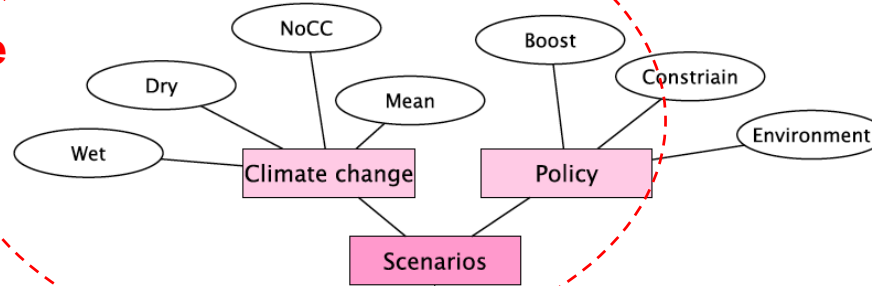 NoCC
Boost
e
Dry
Constriain
Mean
Environment
Wet
Climate change
Policy
Scenarios